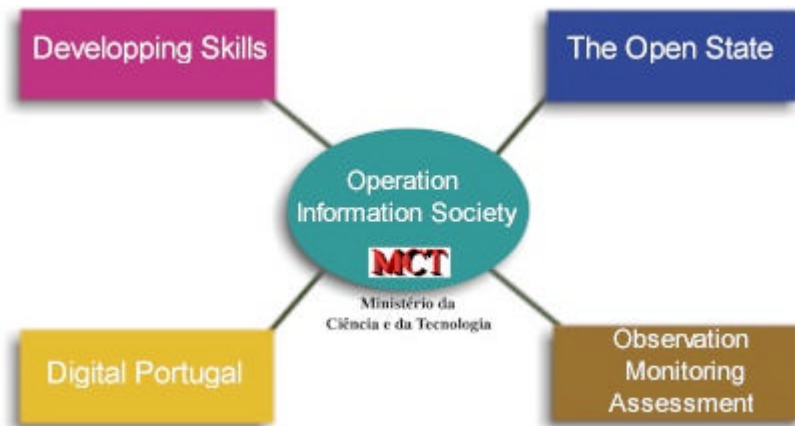 Developping Skills
The Open State
Operation
Information Society
MCT
Ministério da
Ciência e da Tecnologia
Digital Portugal
Observation
Monitoring
Assessment